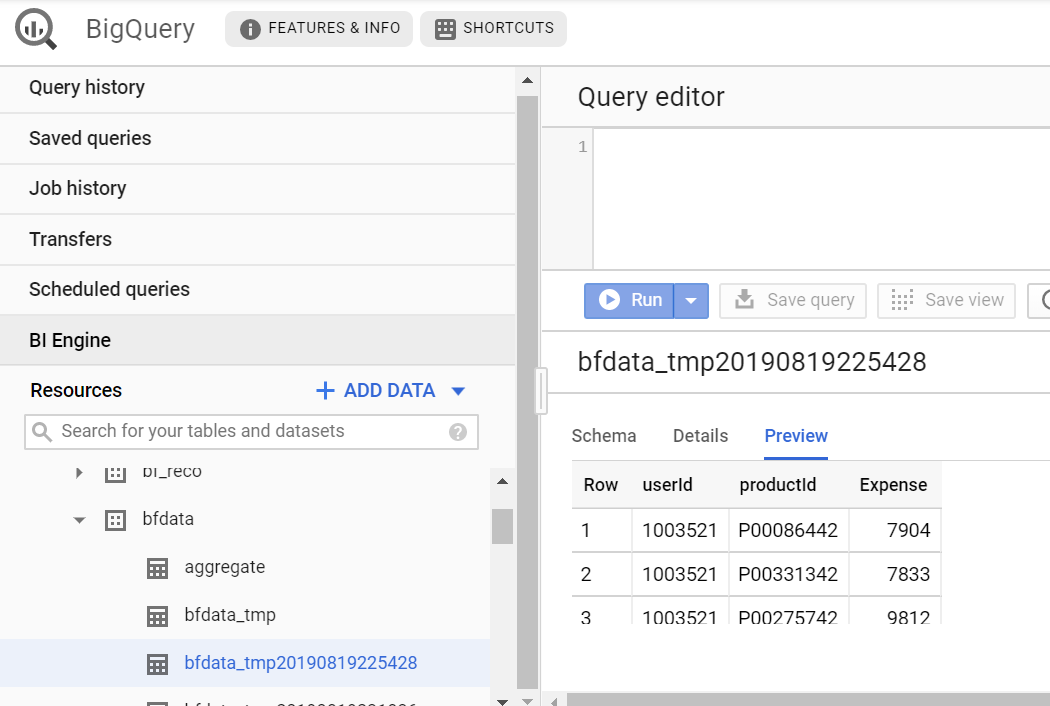 BigQuery
FEATURES & INFO
SHORTCUTS
Query history
Saved queries
Job history
Transfers
Scheduled queries
BI Engine
Resources
ADD DATA
Search for your tables and datasets
bfdata
aggregate
bfdata_tmp
bfdata_tmp20190819225428
Query editor
1
Run
Save query
Save view
bfdata_tmp20190819225428
Schema Details Preview
Row userId productId Expense
1 1003521 P00086442 7904
2 1003521 P00331342 7833
3 1003521 P00275742 9812